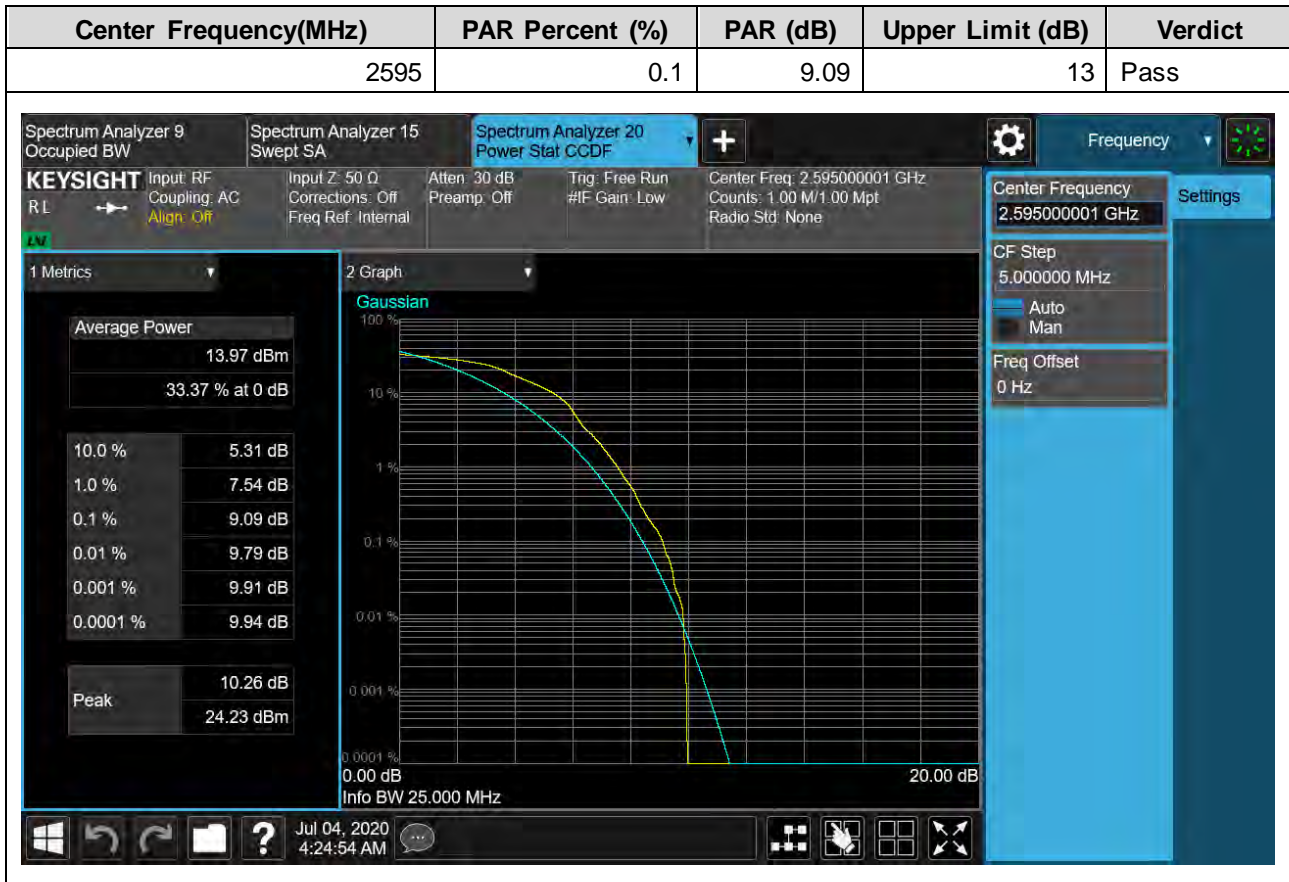 Center Frequency(MHz) PAR Percent (%) PAR (dB) Upper Limit (dB) Verdict
2595 0.1 9.09 13 Pass
Spectrum Analyzer 9 Spectrum Analyzer 15 Spectrum Analyzer 20 Frequency
Occupied BW Swept SA Power Stat CCDF
KEYSIGHT Input: RF Input Z: 50 Ω Atten: 30 dB Trig: Free Run Center Freq: 2.595000001 GHz
RL Coupling: AC Corrections: Off Preamp: Off #IF Gain: Low Counts: 1.00 M/1.00 Mpt
Align: Off Freq Ref: Internal Radio Std: None
LXI
Center Frequency Settings
2.595000001 GHz
CF Step
5.000000 MHz
Auto
Man
Freq Offset
0 Hz
1 Metrics
Average Power
13.97 dBm
33.37 % at 0 dB
10.0 % 5.31 dB
1.0 % 7.54 dB
0.1 % 9.09 dB
0.01 % 9.79 dB
0.001 % 9.91 dB
0.0001 % 9.94 dB
Peak 10.26 dB
24.23 dBm
2 Graph
Gaussian
100 %
10 %
1 %
0.1 %
0.01 %
0.001 %
0.0001 %
0.00 dB 20.00 dB
Info BW 25.000 MHz
? Jul 04, 2020
4:24:54 AM